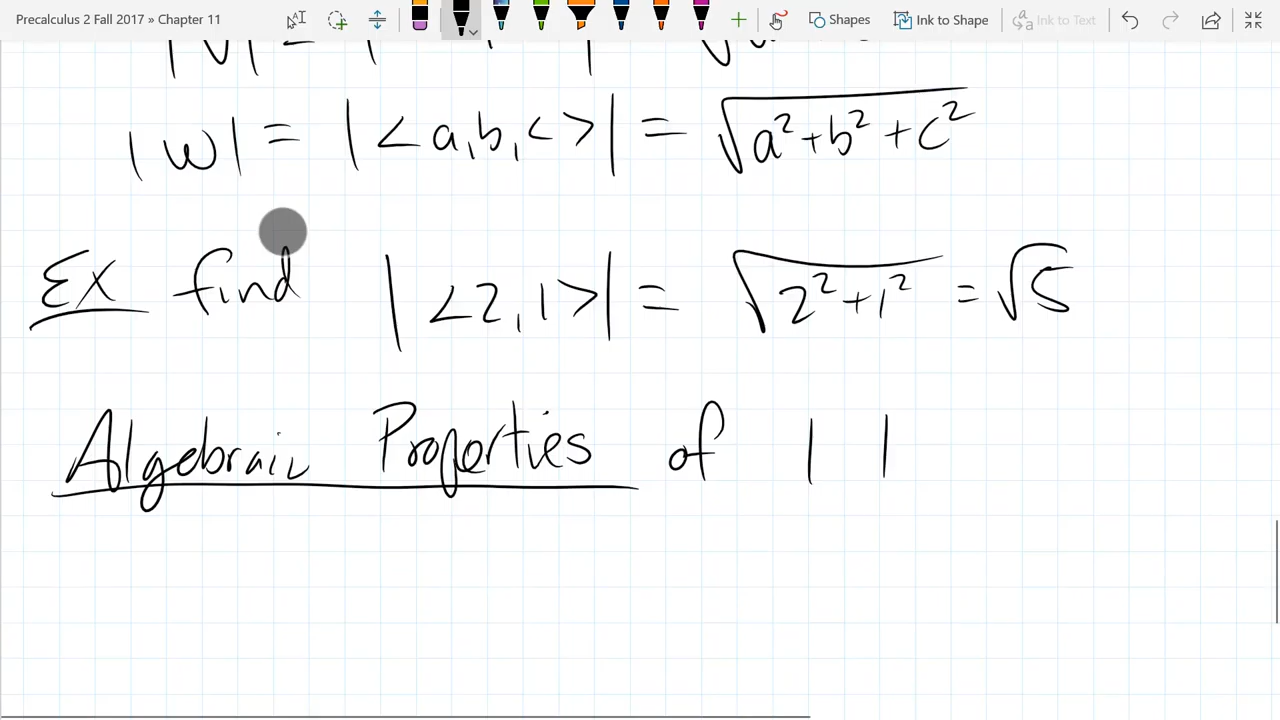 Precalculus 2 Fall 2017 » Chapter 11
Shapes
Ink to Shape
Ink to Text
|w| = |<a,b,c>| = √a²+b²+c²
Ex find |<2,1>| = √2²+1² = √5
Algebraic Properties of | |